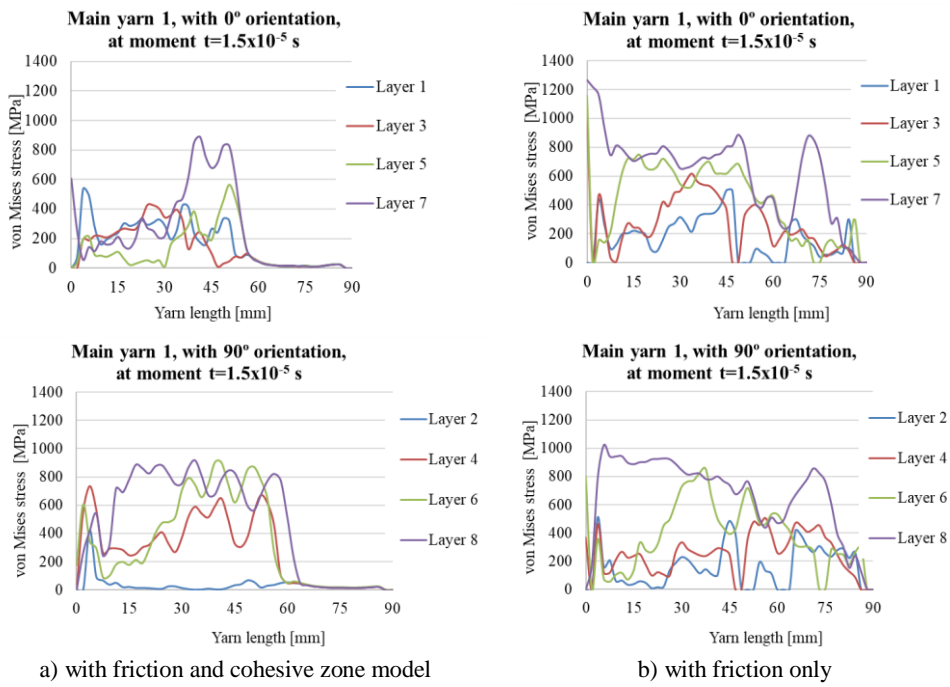 Main yarn 1, with 0º orientation,
at moment t=1.5x10⁻⁵ s
von Mises stress [MPa]
1400
1200
1000
800
600
400
200
0
0 15 30 45 60 75 90
Yarn length [mm]
Layer 1
Layer 3
Layer 5
Layer 7
Main yarn 1, with 0º orientation,
at moment t=1.5x10⁻⁵ s
von Mises stress [MPa]
1400
1200
1000
800
600
400
200
0
0 15 30 45 60 75 90
Yarn length [mm]
Layer 1
Layer 3
Layer 5
Layer 7
Main yarn 1, with 90º orientation,
at moment t=1.5x10⁻⁵ s
von Mises stress [MPa]
1400
1200
1000
800
600
400
200
0
0 15 30 45 60 75 90
Yarn length [mm]
Layer 2
Layer 4
Layer 6
Layer 8
Main yarn 1, with 90º orientation,
at moment t=1.5x10⁻⁵ s
von Mises stress [MPa]
1400
1200
1000
800
600
400
200
0
0 15 30 45 60 75 90
Yarn length [mm]
Layer 2
Layer 4
Layer 6
Layer 8
a) with friction and cohesive zone model
b) with friction only